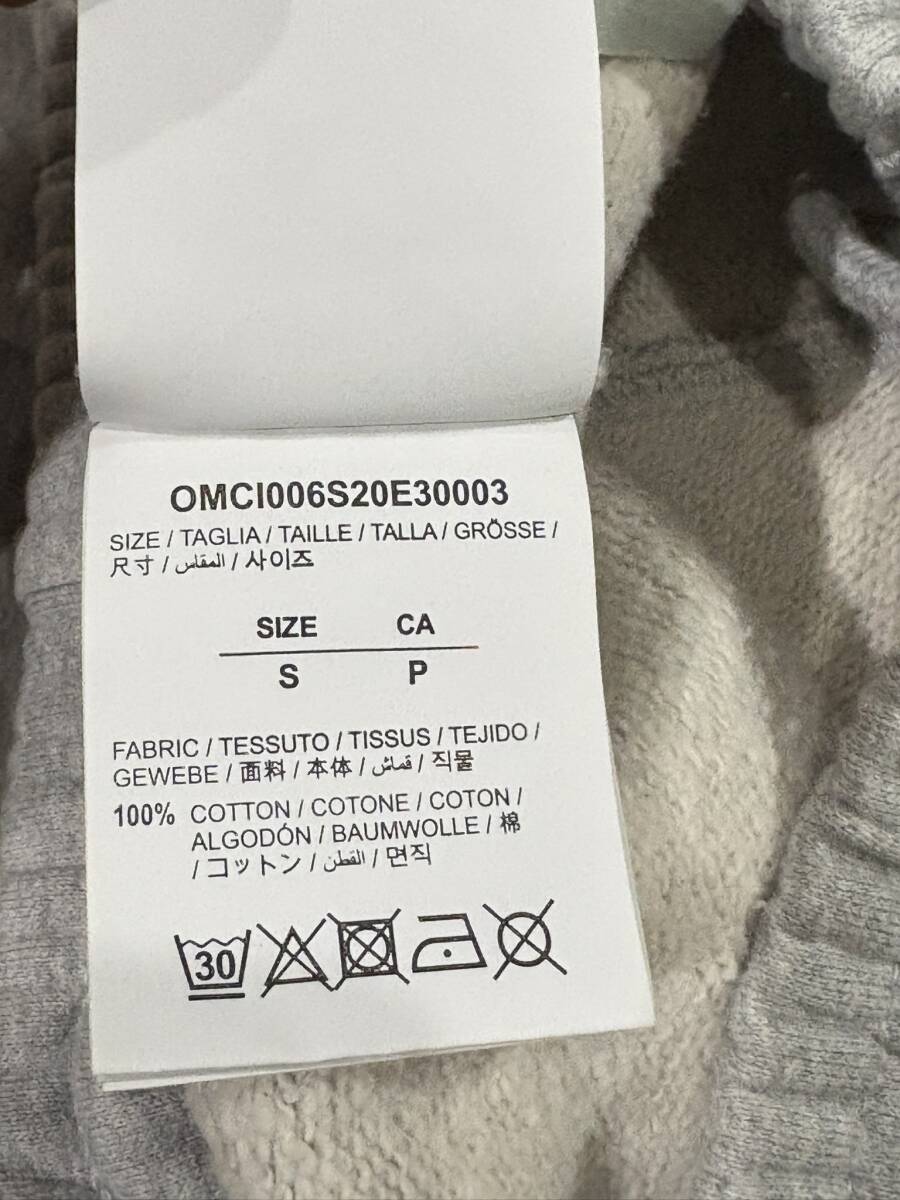 OMCI006S20E30003
SIZE / TAGLIA / TAILLE / TALLA / GRÖSSE /
尺寸 / المقاس / 사이즈
SIZE CA
S P
FABRIC / TESSUTO / TISSUS / TEJIDO /
GEWEBE / 面料 / 本体 / قماش / 직물
100% COTTON / COTONE / COTON /
ALGODÓN / BAUMWOLLE / 棉
/ コットン / القطن / 면직
30